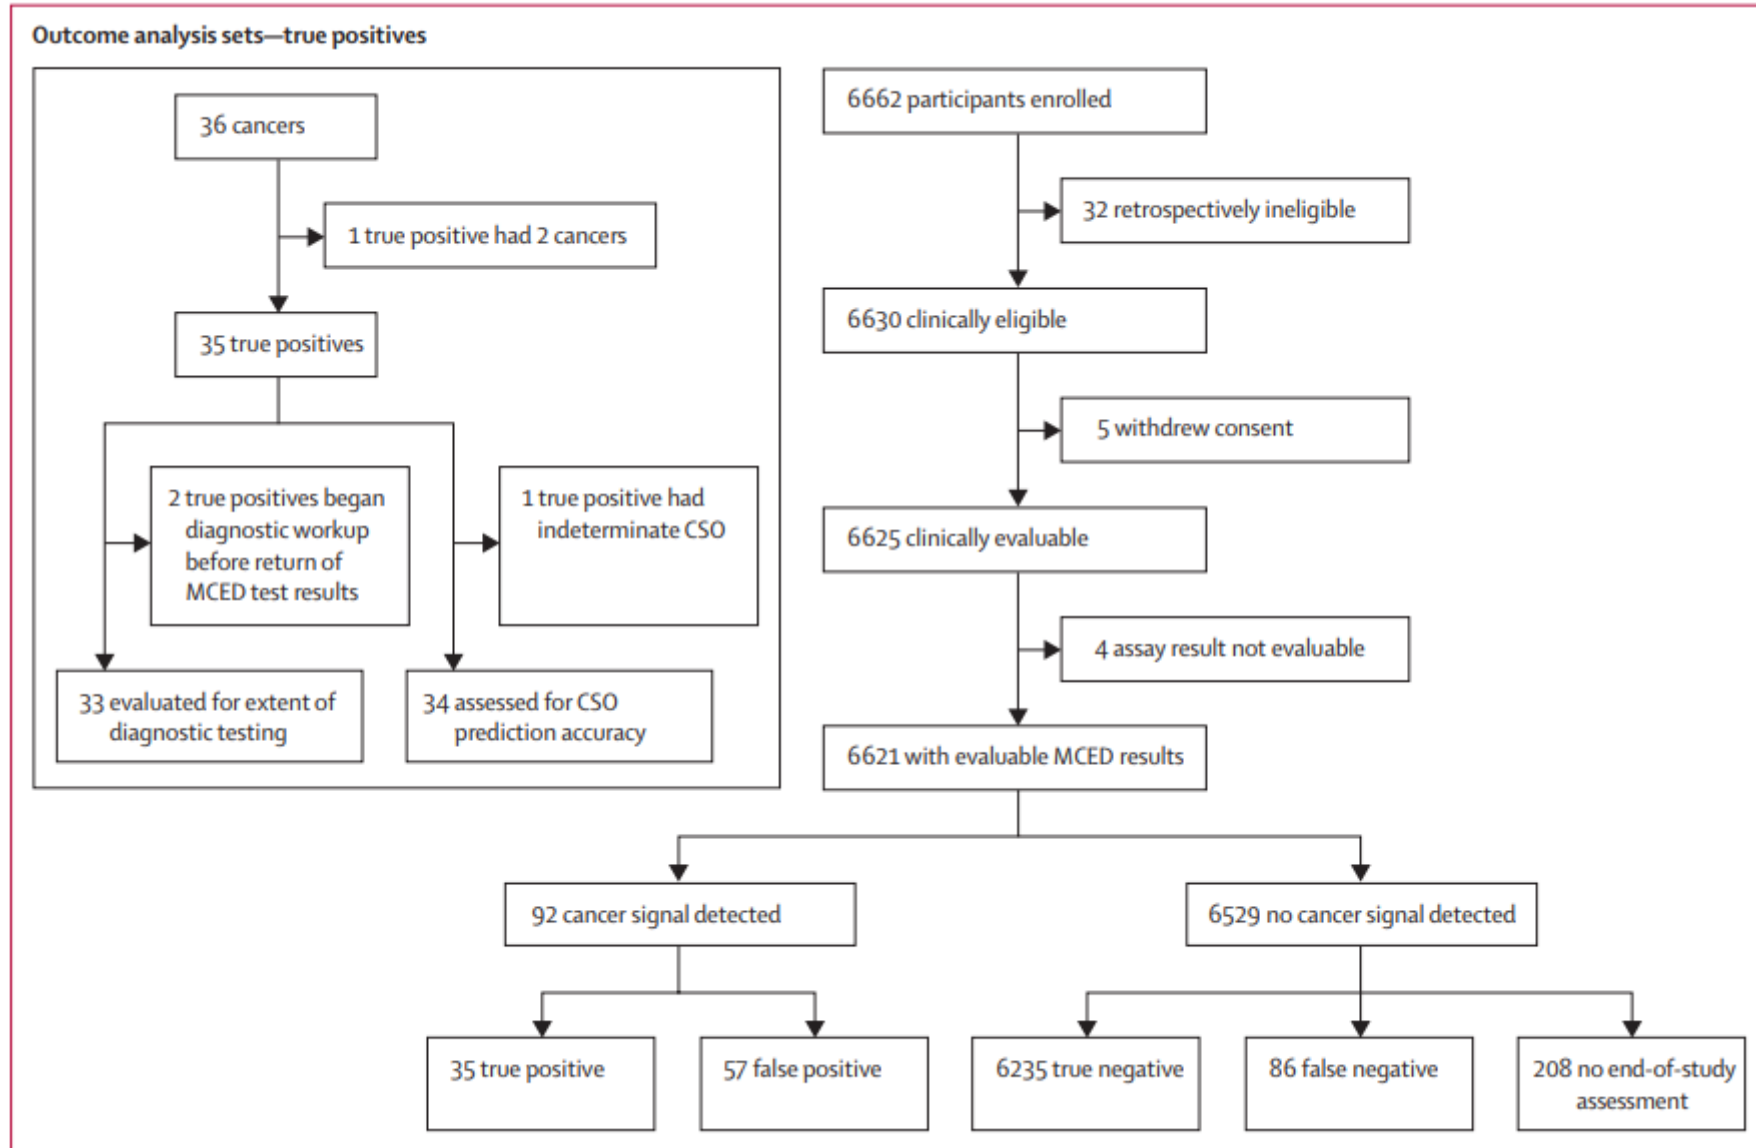 Outcome analysis sets—true positives
36 cancers
1 true positive had 2 cancers
35 true positives
2 true positives began
diagnostic workup
before return of
MCED test results
1 true positive had
indeterminate CSO
33 evaluated for extent of
diagnostic testing
34 assessed for CSO
prediction accuracy
6662 participants enrolled
32 retrospectively ineligible
6630 clinically eligible
5 withdrew consent
6625 clinically evaluable
4 assay result not evaluable
6621 with evaluable MCED results
92 cancer signal detected
6529 no cancer signal detected
35 true positive
57 false positive
6235 true negative
86 false negative
208 no end-of-study
assessment